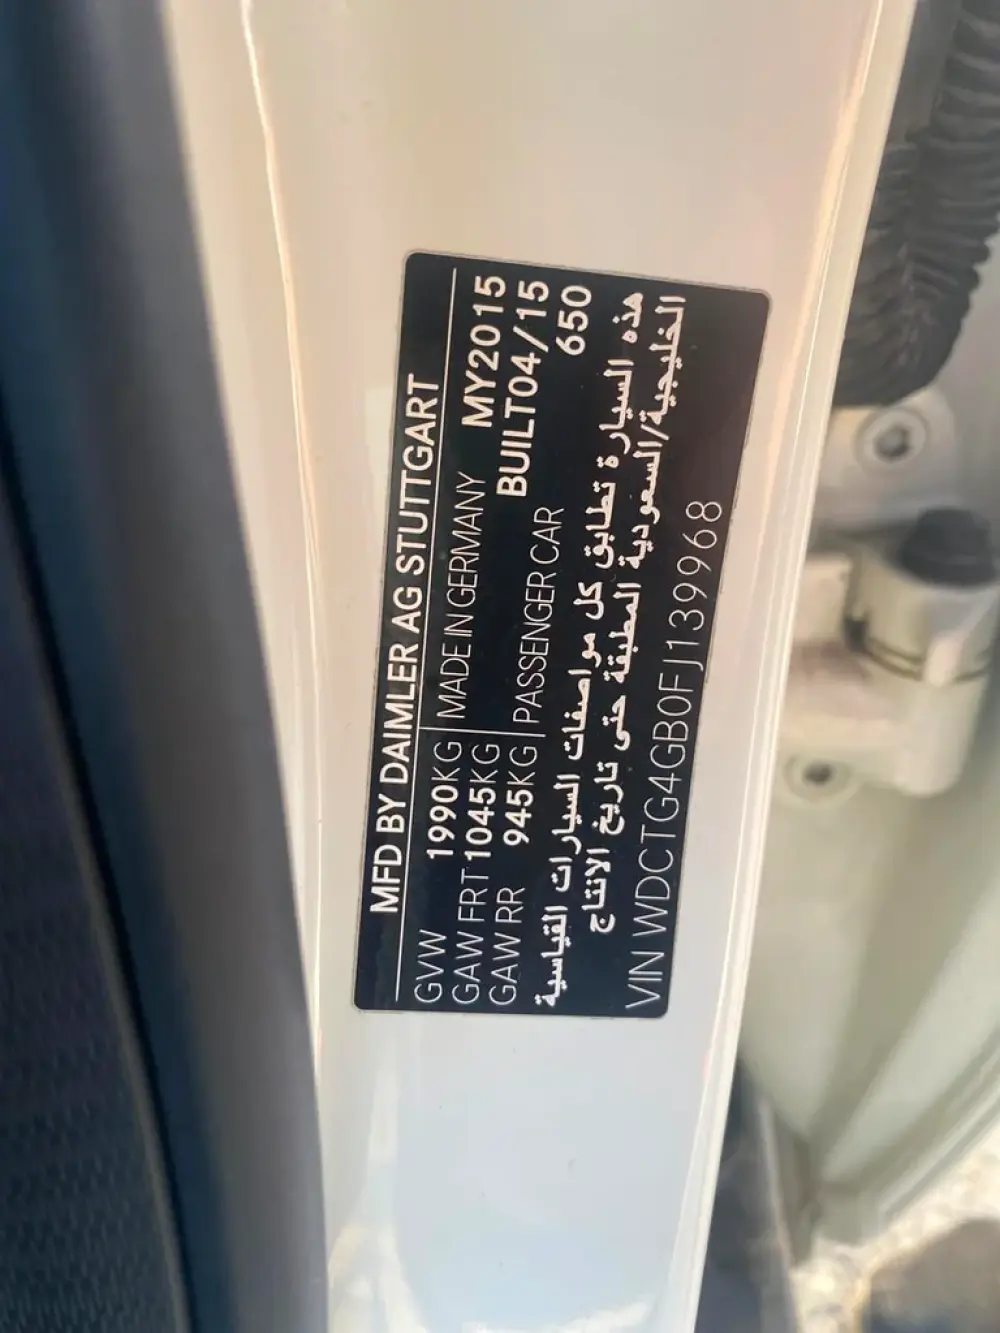 MFD BY DAIMLER AG STUTTGART
GVW 1990KG MADE IN GERMANY MY2015
GAW FRT 1045KG BUILT04/15
GAW RR 945KG PASSENGER CAR 650
هذه السيارة تطابق كل مواصفات السيارات القياسية
الخليجية/السعودية المطبقة حتى تاريخ الانتاج
VIN WDCTG4GB0FJ139968